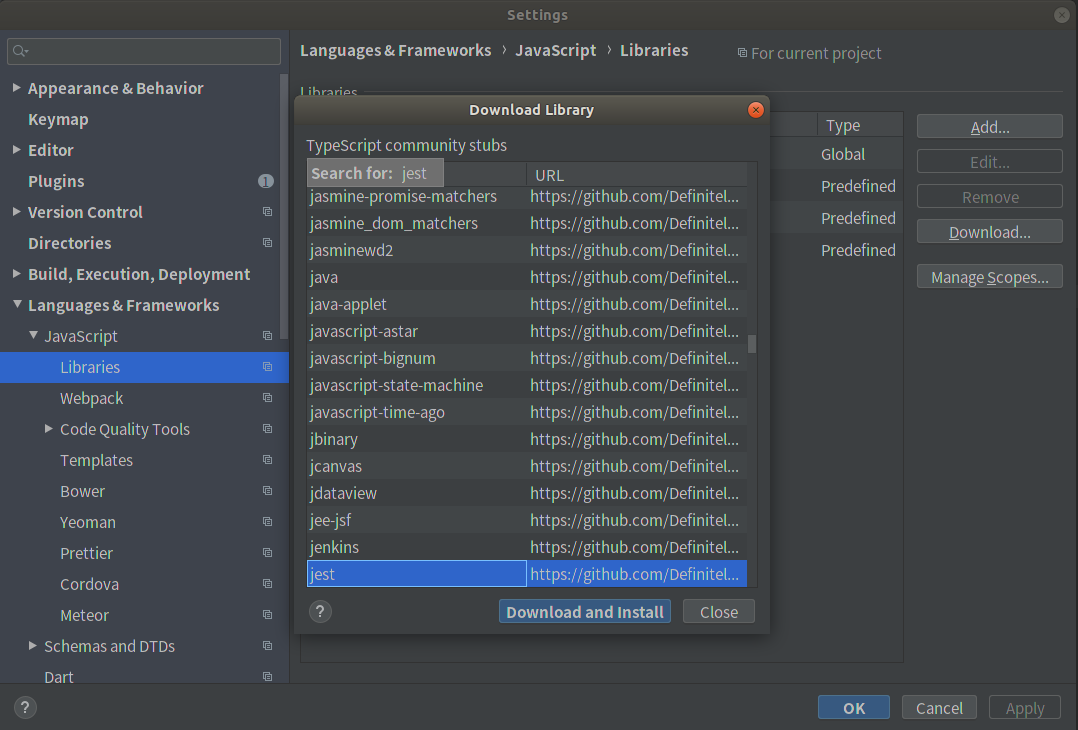 Settings
Appearance & Behavior
Keymap
Editor
Plugins 1
Version Control
Directories
Build, Execution, Deployment
Languages & Frameworks
JavaScript
Libraries
Webpack
Code Quality Tools
Templates
Bower
Yeoman
Prettier
Cordova
Meteor
Schemas and DTDs
Dart
Languages & Frameworks › JavaScript › Libraries For current project
Libraries
Type
Global
Predefined
Predefined
Predefined
Add...
Edit...
Remove
Download...
Manage Scopes...
Download Library
TypeScript community stubs
Search for: jest URL
jasmine-promise-matchers https://github.com/Definitel...
jasmine_dom_matchers https://github.com/Definitel...
jasminewd2 https://github.com/Definitel...
java https://github.com/Definitel...
java-applet https://github.com/Definitel...
javascript-astar https://github.com/Definitel...
javascript-bignum https://github.com/Definitel...
javascript-state-machine https://github.com/Definitel...
javascript-time-ago https://github.com/Definitel...
jbinary https://github.com/Definitel...
jcanvas https://github.com/Definitel...
jdataview https://github.com/Definitel...
jee-jsf https://github.com/Definitel...
jenkins https://github.com/Definitel...
jest https://github.com/Definitel...
? Download and Install Close
? OK Cancel Apply